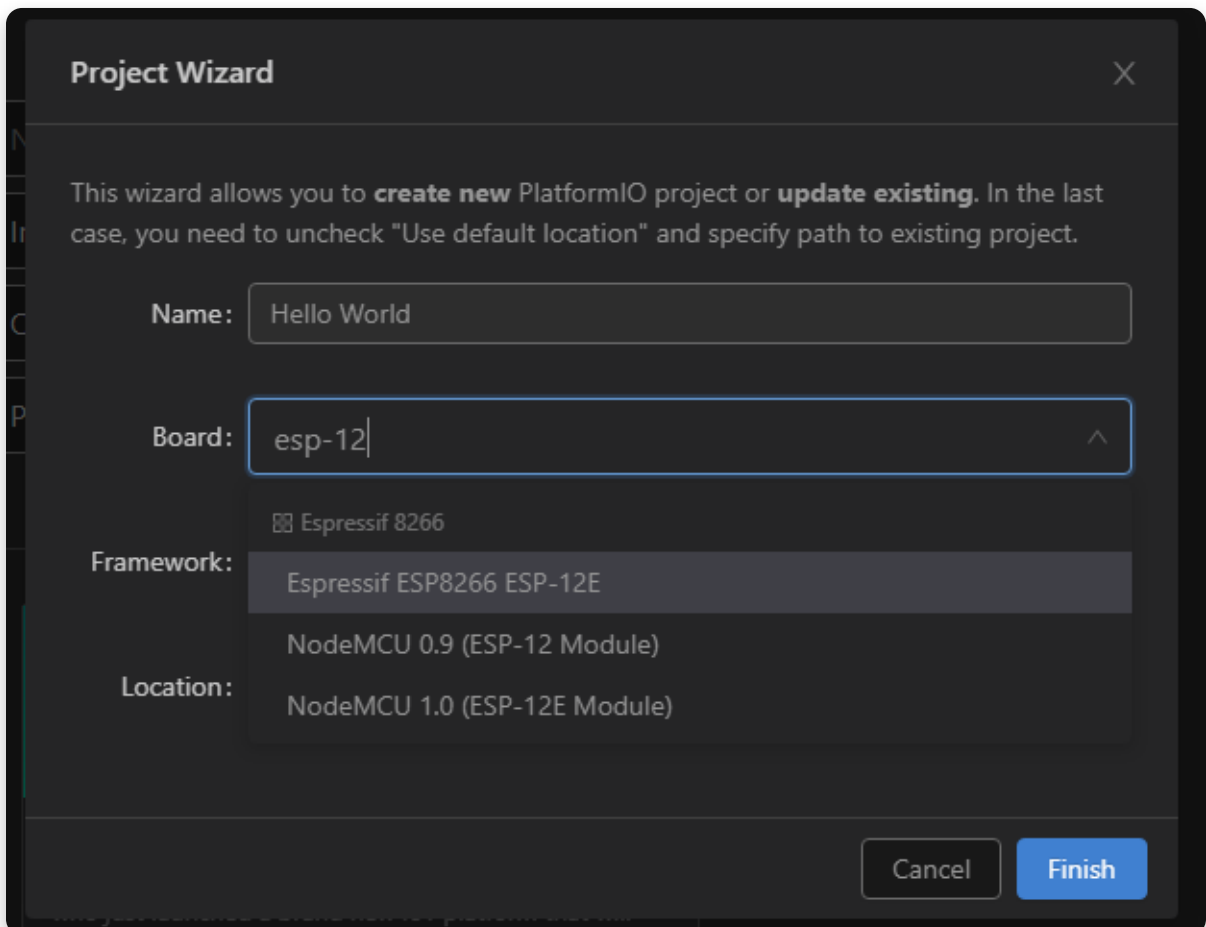 Project Wizard
This wizard allows you to create new PlatformIO project or update existing. In the last
case, you need to uncheck "Use default location" and specify path to existing project.
Name:
Hello World
Board:
esp-12
Espressif 8266
Framework:
Espressif ESP8266 ESP-12E
NodeMCU 0.9 (ESP-12 Module)
Location:
NodeMCU 1.0 (ESP-12E Module)
Cancel
Finish